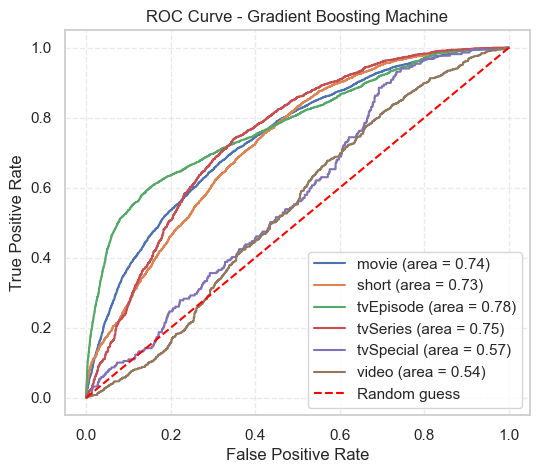 ROC Curve - Gradient Boosting Machine
True Positive Rate
1.0
0.8
0.6
0.4
0.2
0.0
movie (area = 0.74)
short (area = 0.73)
tvEpisode (area = 0.78)
tvSeries (area = 0.75)
tvSpecial (area = 0.57)
video (area = 0.54)
Random guess
0.0 0.2 0.4 0.6 0.8 1.0
False Positive Rate